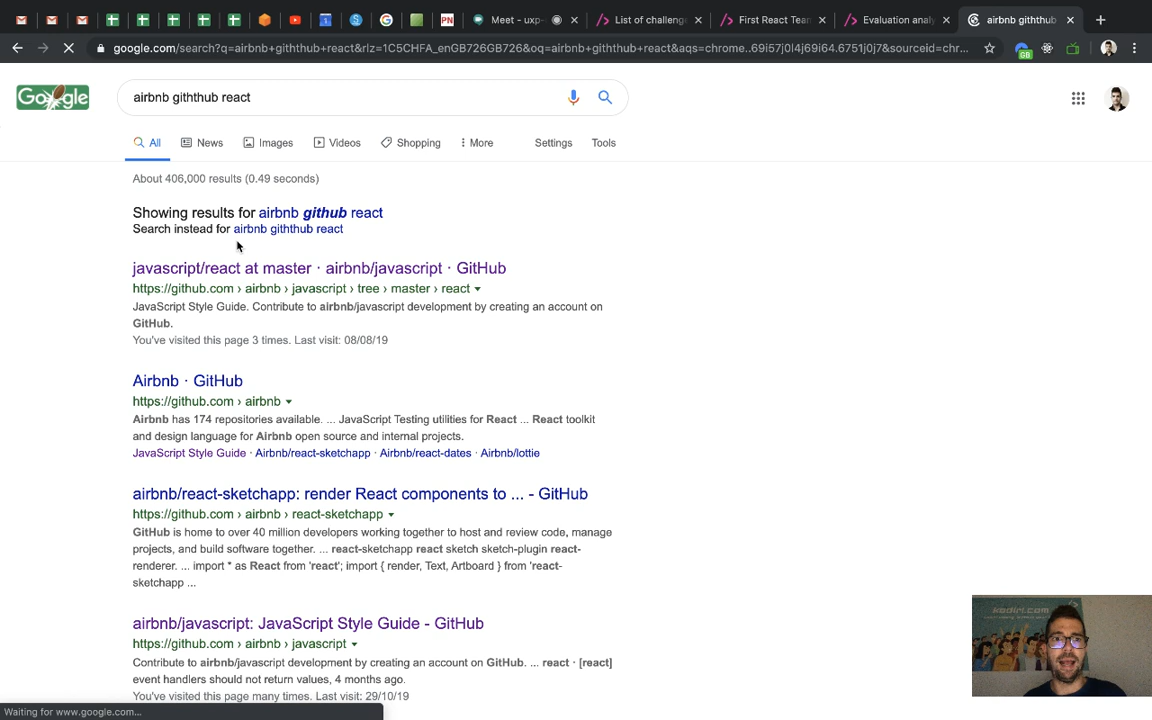 Meet - uxp-
List of challenge
First React Team
Evaluation analy
airbnb giththub
google.com/search?q=airbnb+giththub+react&rlz=1C5CHFA_enGB726GB726&oq=airbnb+giththub+react&aqs=chrome..69i57j0l4j69i64.6751j0j7&sourceid=chr...
GB
Google
airbnb giththub react
All
News
Images
Videos
Shopping
More
Settings
Tools
About 406,000 results (0.49 seconds)
Showing results for airbnb github react
Search instead for airbnb giththub react
javascript/react at master · airbnb/javascript · GitHub
https://github.com › airbnb › javascript › tree › master › react
JavaScript Style Guide. Contribute to airbnb/javascript development by creating an account on
GitHub.
You've visited this page 3 times. Last visit: 08/08/19
Airbnb · GitHub
https://github.com › airbnb
Airbnb has 174 repositories available. ... JavaScript Testing utilities for React ... React toolkit
and design language for Airbnb open source and internal projects.
JavaScript Style Guide · Airbnb/react-sketchapp · Airbnb/react-dates · Airbnb/lottie
airbnb/react-sketchapp: render React components to ... - GitHub
https://github.com › airbnb › react-sketchapp
GitHub is home to over 40 million developers working together to host and review code, manage
projects, and build software together. ... react-sketchapp react sketch sketch-plugin react-
renderer. ... import * as React from 'react'; import { render, Text, Artboard } from 'react-
sketchapp ...
airbnb/javascript: JavaScript Style Guide - GitHub
https://github.com › airbnb › javascript
Contribute to airbnb/javascript development by creating an account on GitHub. ... react · [react]
event handlers should not return values, 4 months ago.
You've visited this page many times. Last visit: 29/10/19
Waiting for www.google.com...